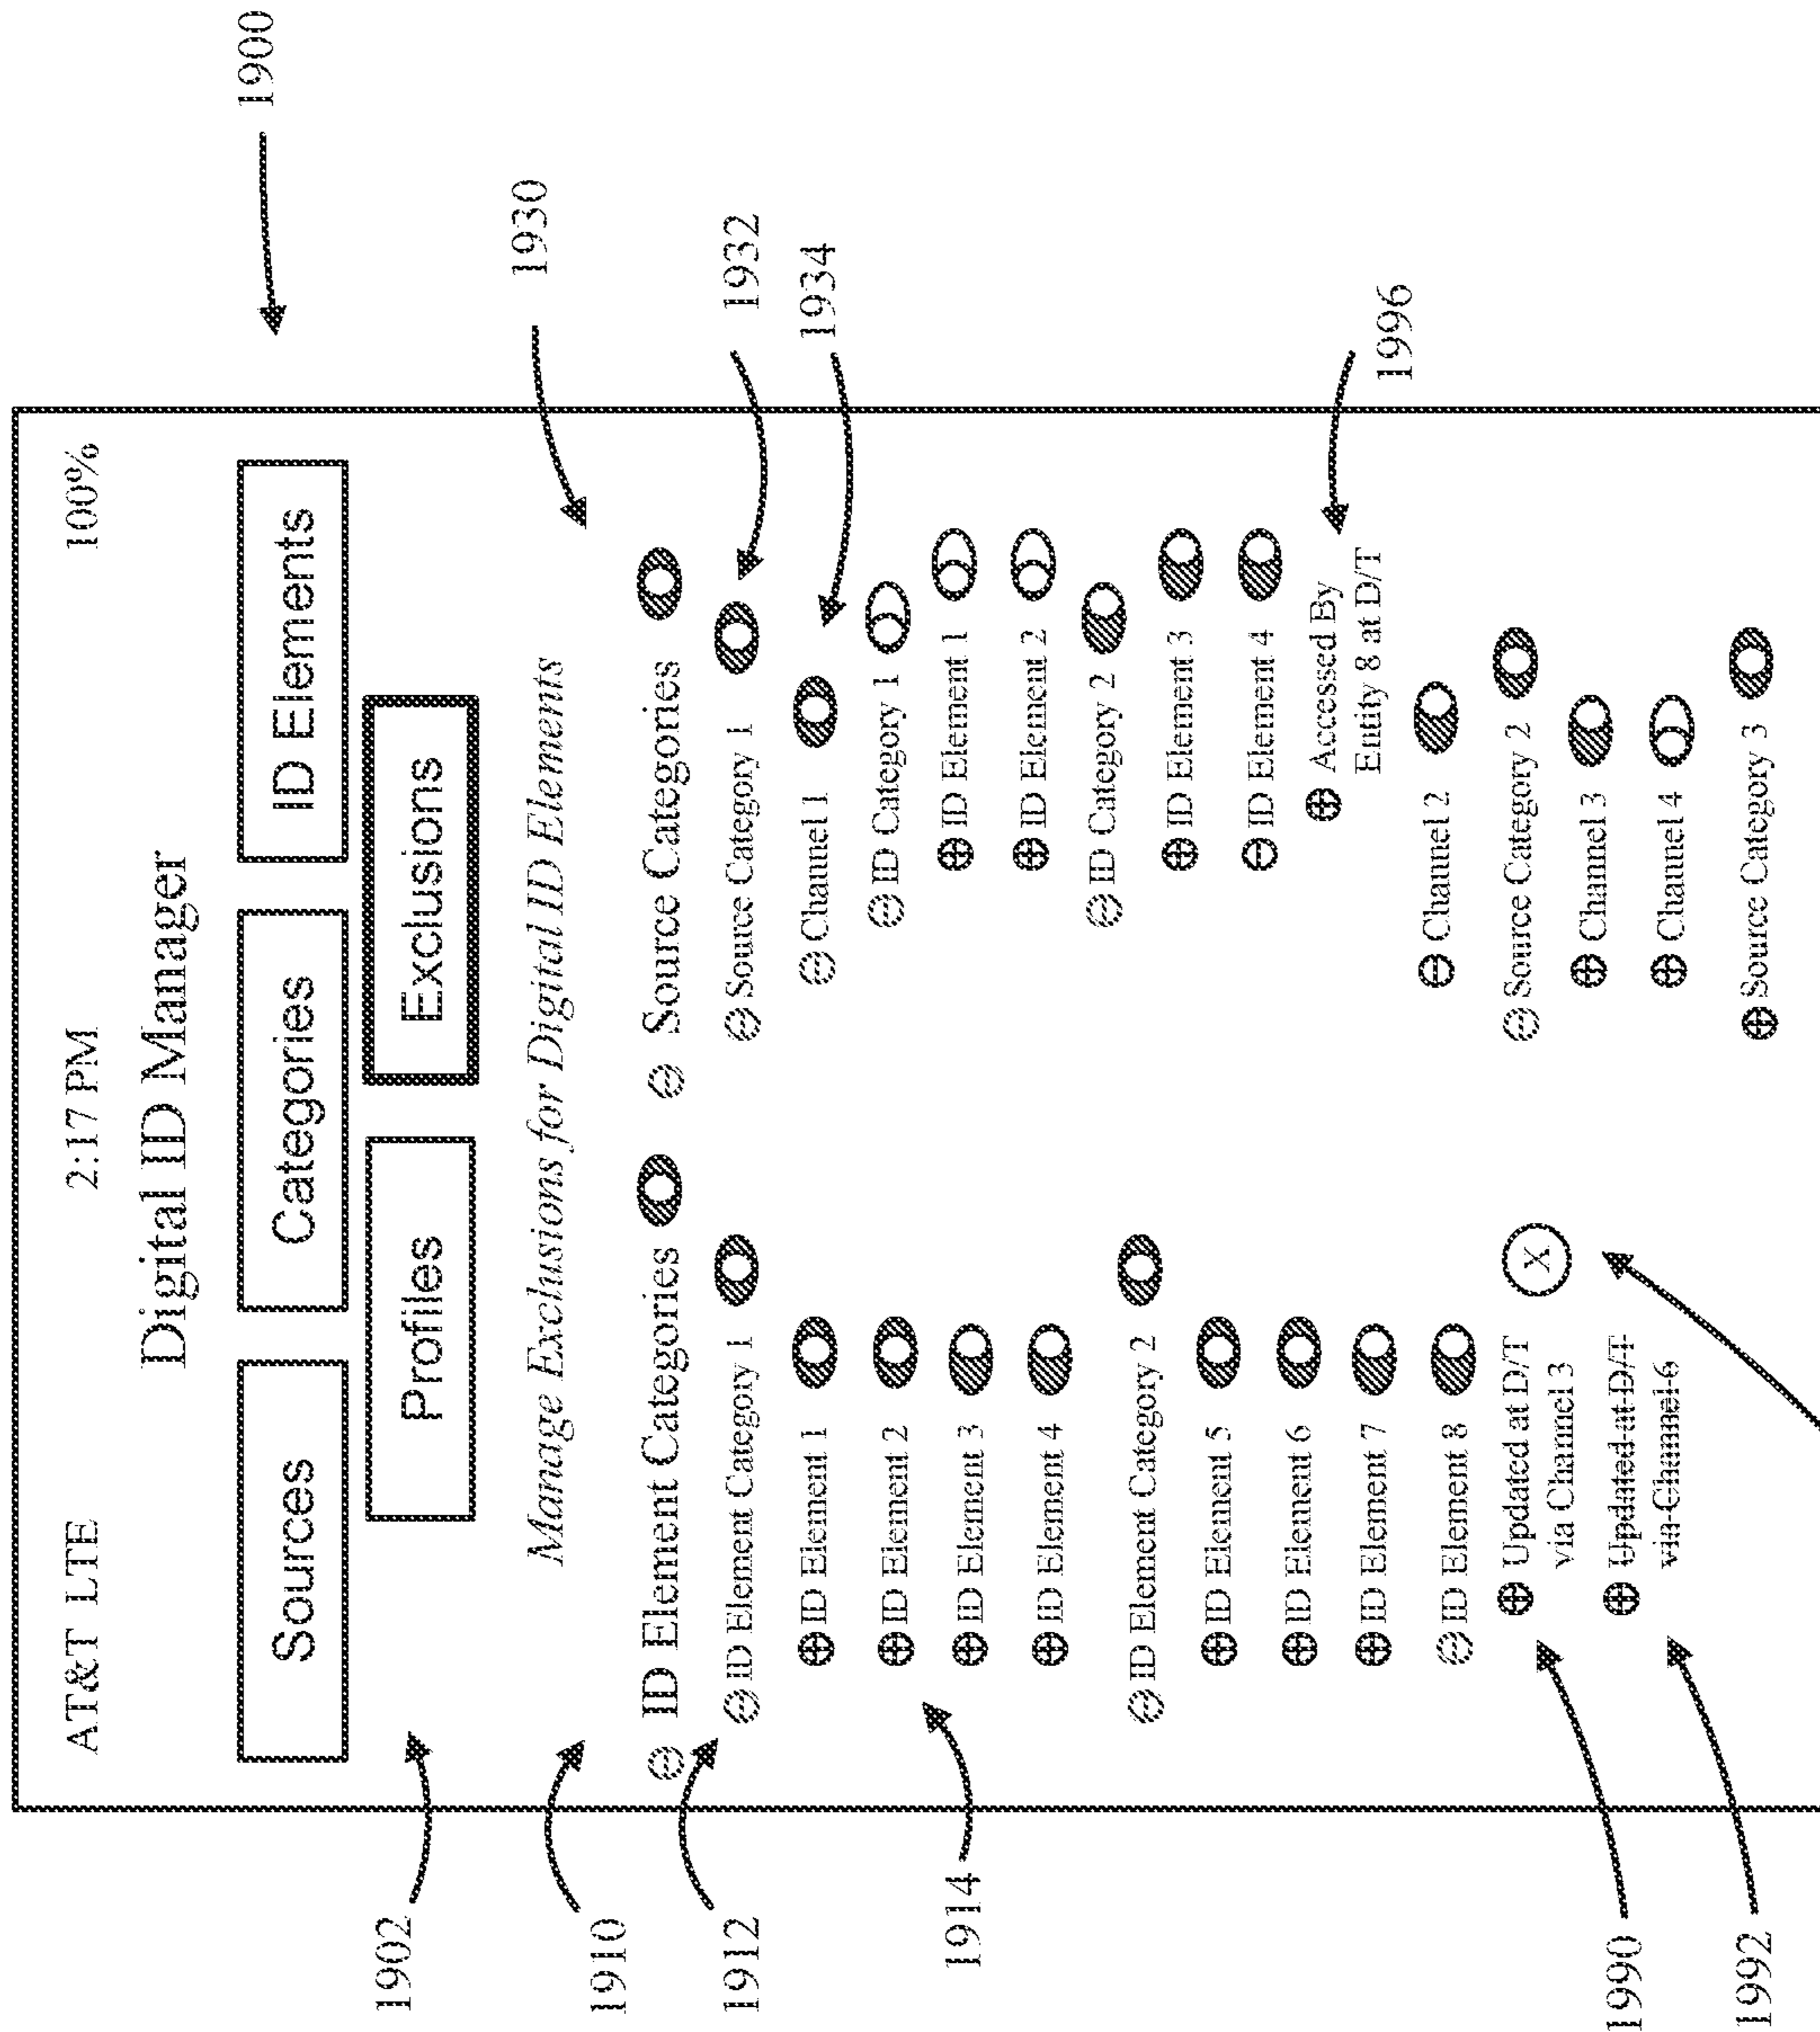 1900
AT&T LTE 2:17 PM 100%
Digital ID Manager
Sources Categories ID Elements
Profiles Exclusions
1902
Manage Exclusions for Digital ID Elements
1910
1930
ID Element Categories
1912
ID Element Category 1
ID Element 1
ID Element 2
1914
ID Element 3
ID Element 4
ID Element Category 2
ID Element 5
ID Element 6
ID Element 7
ID Element 8
1990
Updated at D/T
via Channel 3
X
1992
Updated at D/T
via Channel 6
Source Categories
1932
Source Category 1
1934
Channel 1
ID Category 1
ID Element 1
ID Element 2
ID Category 2
ID Element 3
ID Element 4
1996
Accessed By
Entity 8 at D/T
Channel 2
Source Category 2
Channel 3
Channel 4
Source Category 3